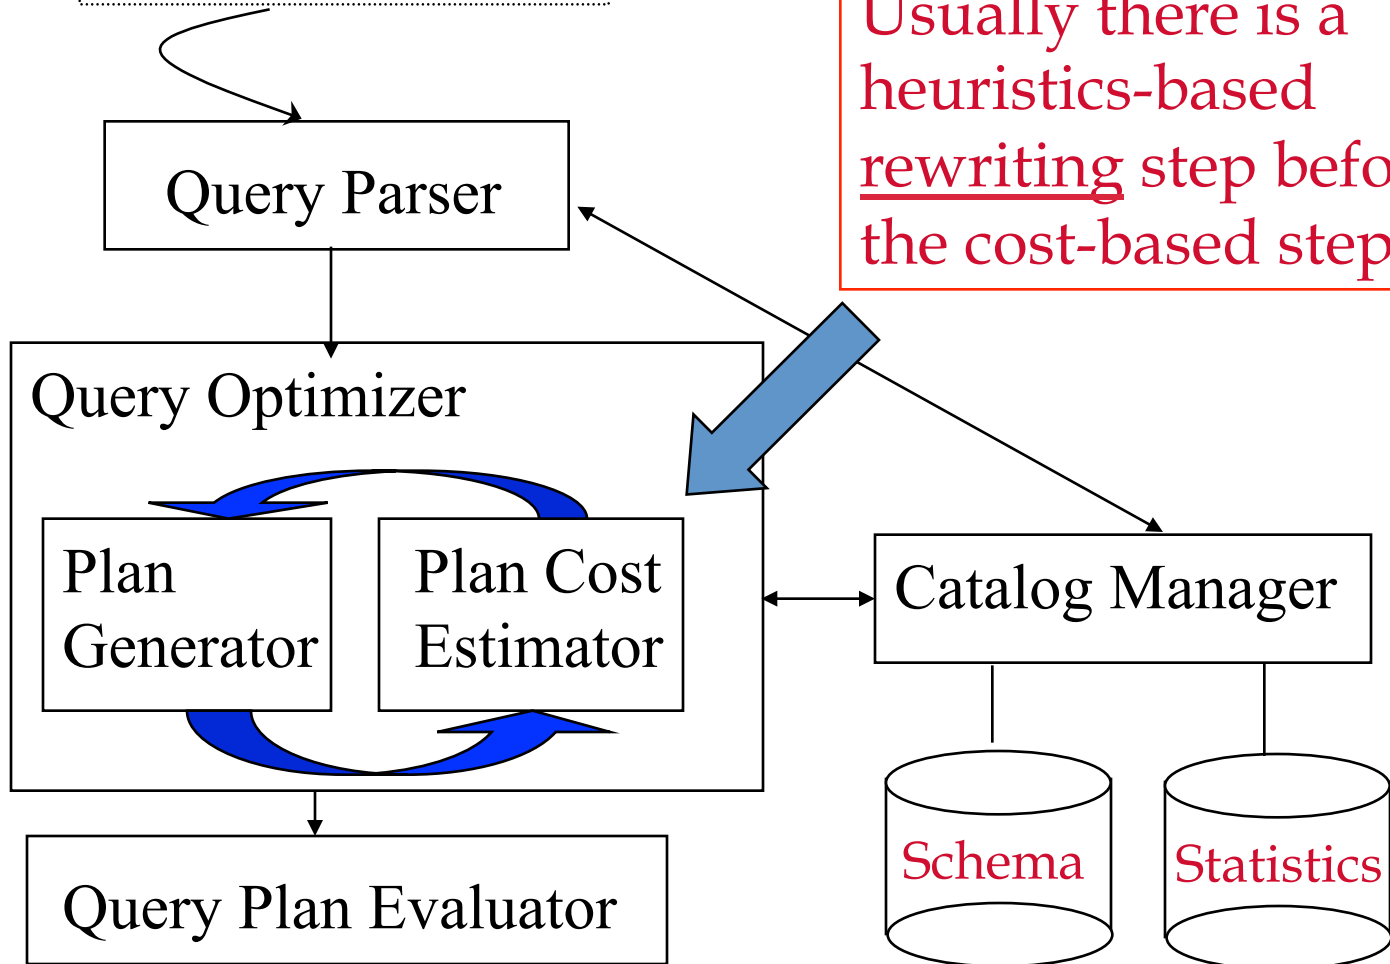 Usually there is a
heuristics-based
rewriting step befo
the cost-based step
Query Parser
Query Optimizer
Plan
Generator
Plan Cost
Estimator
Catalog Manager
Schema
Statistics
Query Plan Evaluator